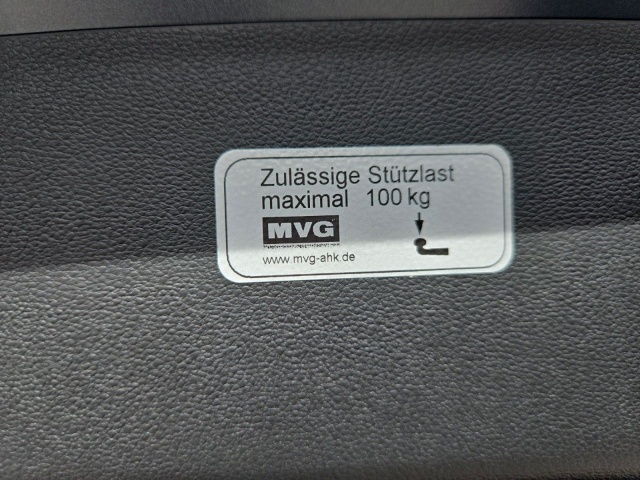 Zulässige Stützlast
maximal 100 kg
MVG
www.mvg-ahk.de